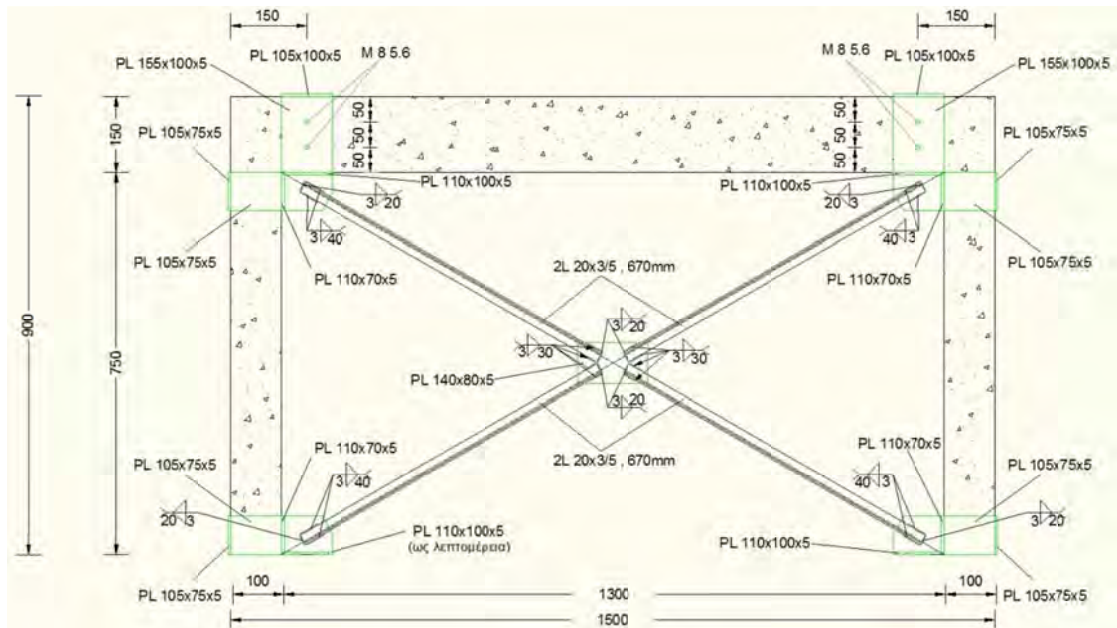 150
150
PL 105x100x5
M 8 5.6
M 8 5.6
PL 105x100x5
PL 155x100x5
PL 155x100x5
PL 105x75x5
150
50
50
50
50
50
50
PL 105x75x5
PL 110x100x5
PL 110x100x5
3 20
20 3
3 40
40 3
PL 105x75x5
PL 110x70x5
2L 20x3/5 , 670mm
PL 110x70x5
PL 105x75x5
900
750
3 20
3 30
3 30
PL 140x80x5
3 20
PL 110x70x5
PL 110x70x5
PL 105x75x5
2L 20x3/5 , 670mm
PL 105x75x5
3 40
40 3
20 3
3 20
PL 110x100x5
(ως λεπτομέρεια)
PL 110x100x5
PL 105x75x5
100
1300
100
PL 105x75x5
1500